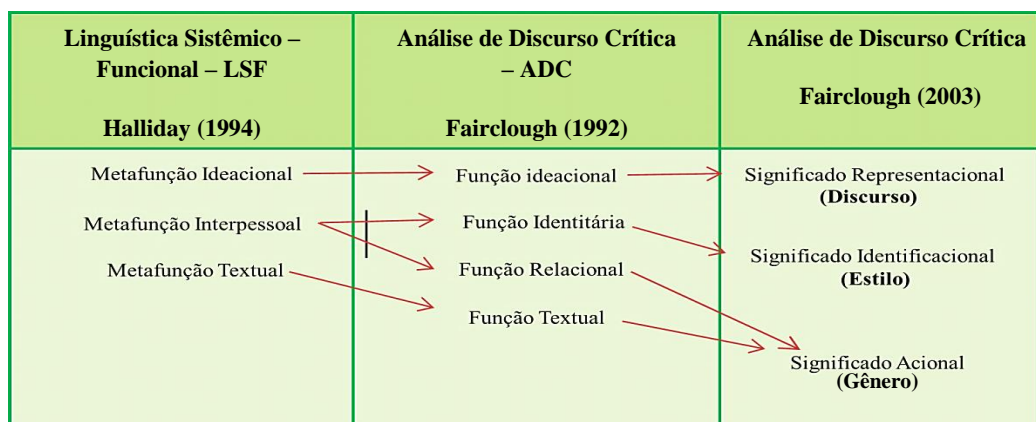 Linguística Sistêmico –
Funcional – LSF
Halliday (1994)
Análise de Discurso Crítica
– ADC
Fairclough (1992)
Análise de Discurso Crítica
Fairclough (2003)
Metafunção Ideacional
Metafunção Interpessoal
Metafunção Textual
Função ideacional
Função Identitária
Função Relacional
Função Textual
Significado Representacional
(Discurso)
Significado Identificacional
(Estilo)
Significado Acional
(Gênero)